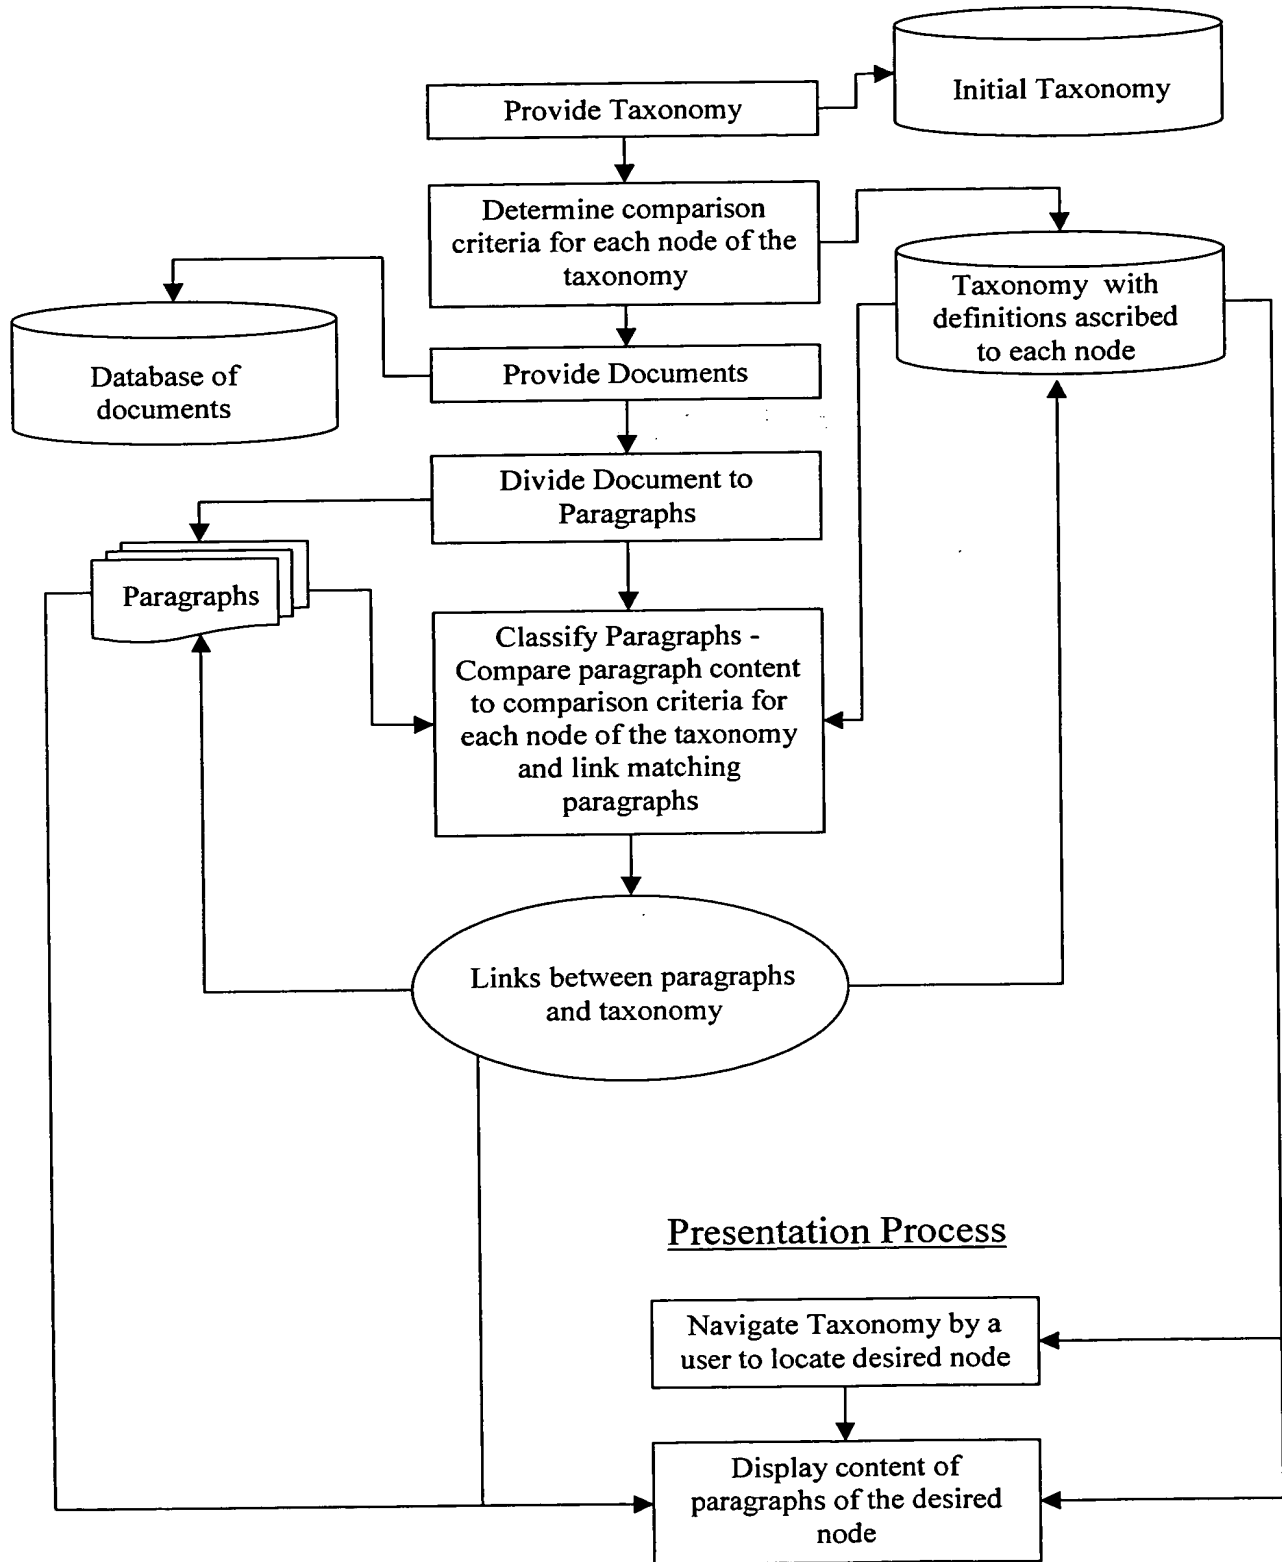 Initial Taxonomy
Provide Taxonomy
Determine comparison
criteria for each node of the
taxonomy
Taxonomy with
definitions ascribed
to each node
Database of
documents
Provide Documents
Divide Document to
Paragraphs
Paragraphs
Classify Paragraphs -
Compare paragraph content
to comparison criteria for
each node of the taxonomy
and link matching
paragraphs
Links between paragraphs
and taxonomy
Presentation Process
Navigate Taxonomy by a
user to locate desired node
Display content of
paragraphs of the desired
node